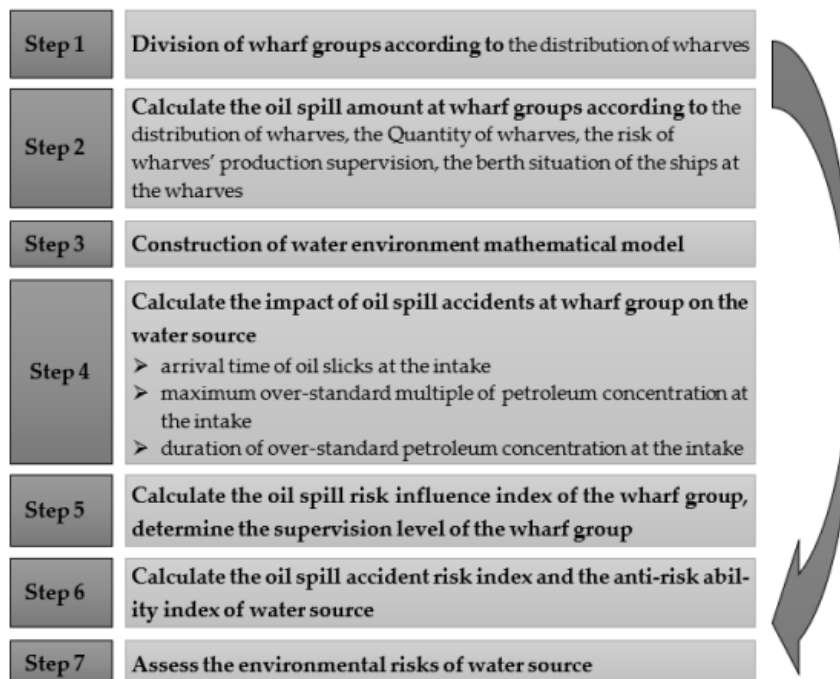 Step 1
Division of wharf groups according to the distribution of wharves
Step 2
Calculate the oil spill amount at wharf groups according to the
distribution of wharves, the Quantity of wharves, the risk of
wharves' production supervision, the berth situation of the ships at
the wharves
Step 3
Construction of water environment mathematical model
Step 4
Calculate the impact of oil spill accidents at wharf group on the
water source
➢ arrival time of oil slicks at the intake
➢ maximum over-standard multiple of petroleum concentration at
the intake
➢ duration of over-standard petroleum concentration at the intake
Step 5
Calculate the oil spill risk influence index of the wharf group,
determine the supervision level of the wharf group
Step 6
Calculate the oil spill accident risk index and the anti-risk abil-
ity index of water source
Step 7
Assess the environmental risks of water source